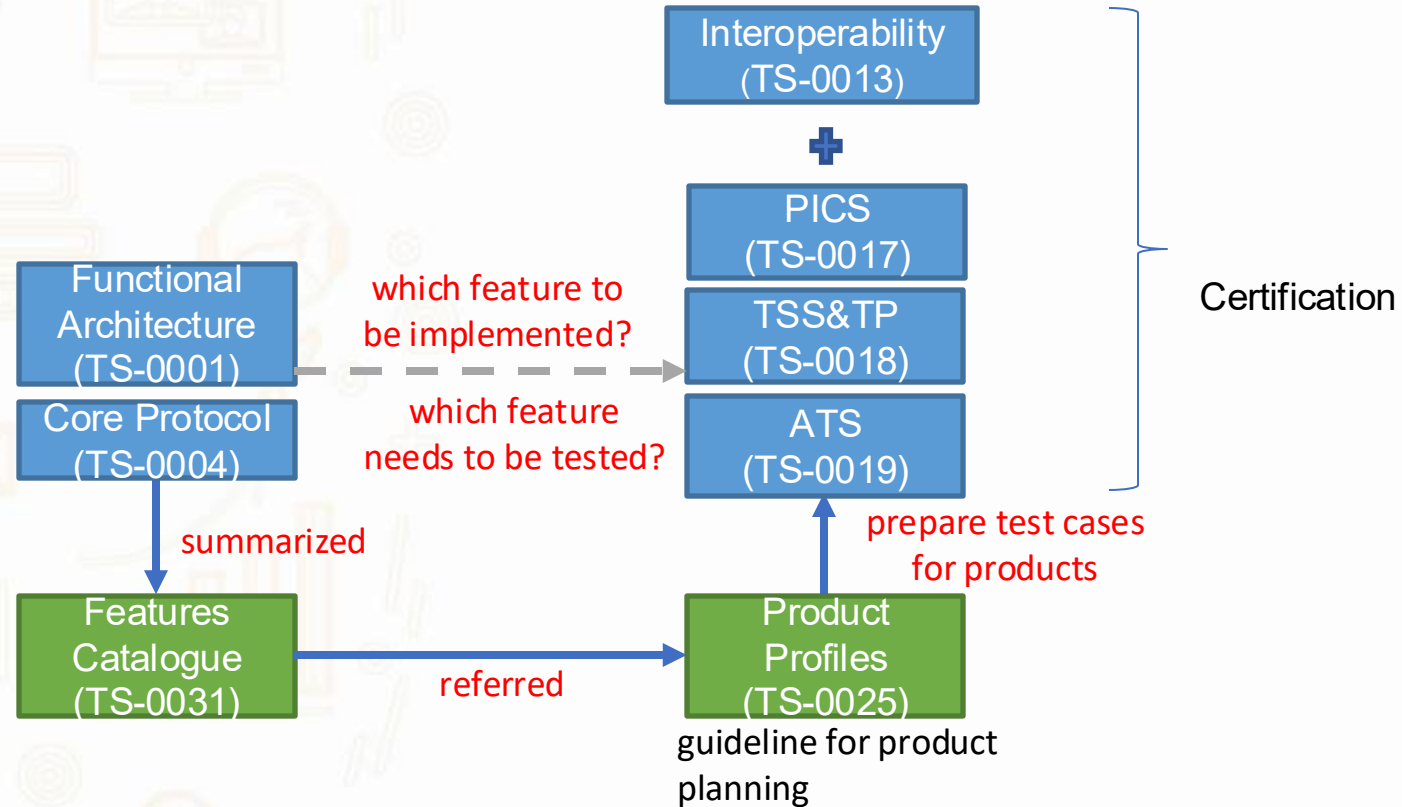 Interoperability
(TS-0013)
PICS
(TS-0017)
TSS&TP
(TS-0018)
ATS
(TS-0019)
Certification
Functional
Architecture
(TS-0001)
Core Protocol
(TS-0004)
which feature to
be implemented?
which feature
needs to be tested?
summarized
prepare test cases
for products
Features
Catalogue
(TS-0031)
referred
Product
Profiles
(TS-0025)
guideline for product
planning